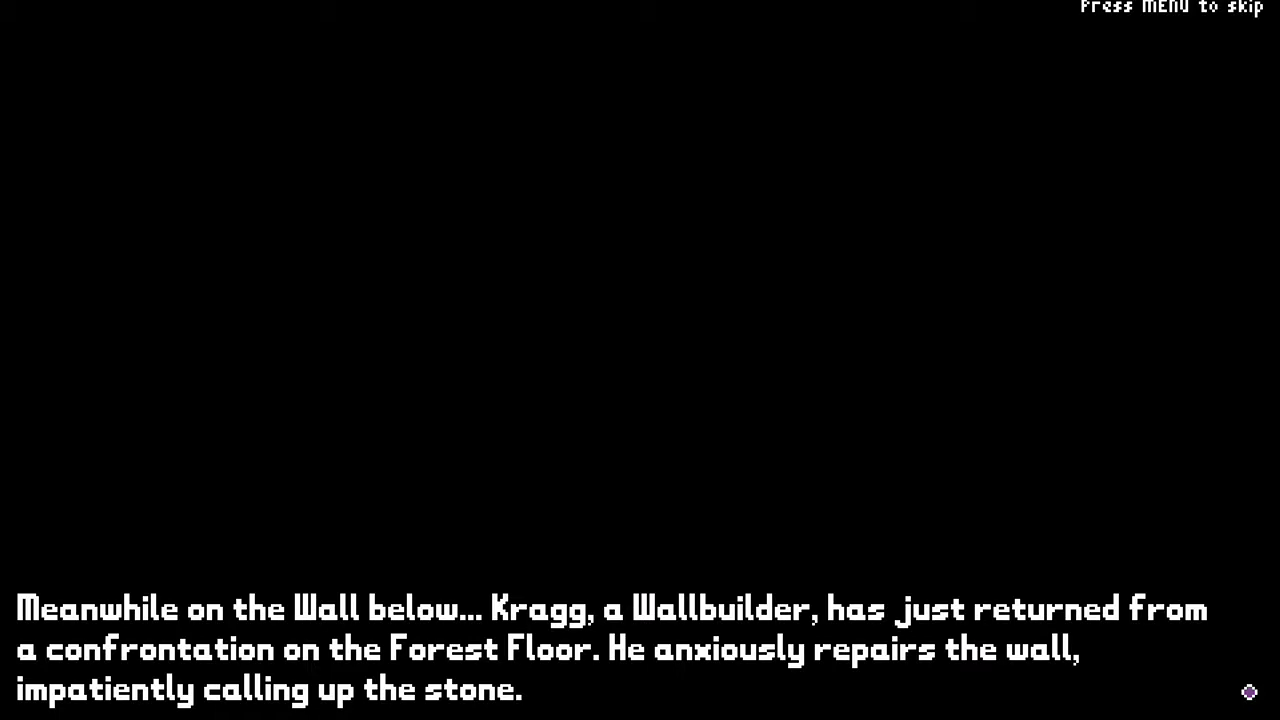 Press MENU to skip
Meanwhile on the Wall below... Kragg, a Wallbuilder, has just returned from
a confrontation on the Forest Floor. He anxiously repairs the wall,
impatiently calling up the stone.